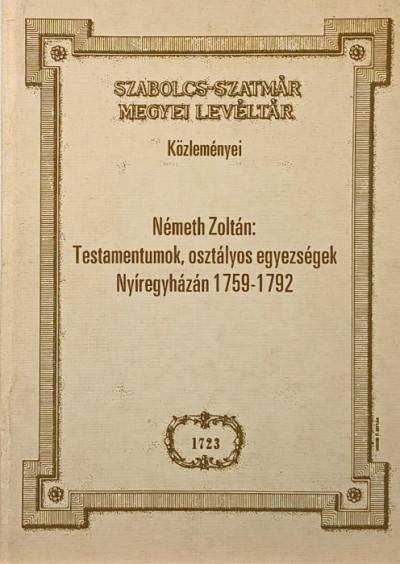 SZABOLCS-SZATMÁR
MEGYEI LEVÉLTÁR
Közleményei
Németh Zoltán:
Testamentumok, osztályos egyezségek
Nyíregyházán 1759-1792
1723